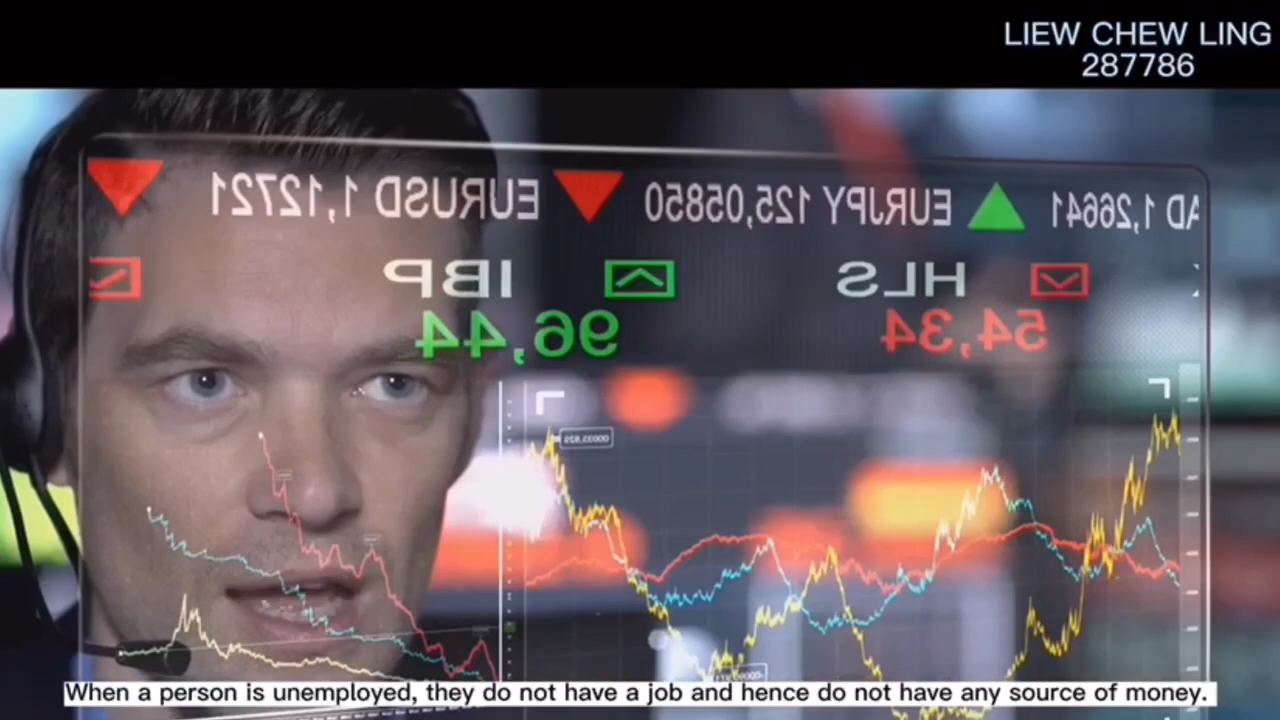 LIEW CHEW LING
287786
EURUSD 1,12721
EURJPY 125,05850
AD 1,26641
IBP
HLS
96,44
54,34
When a person is unemployed, they do not have a job and hence do not have any source of money.